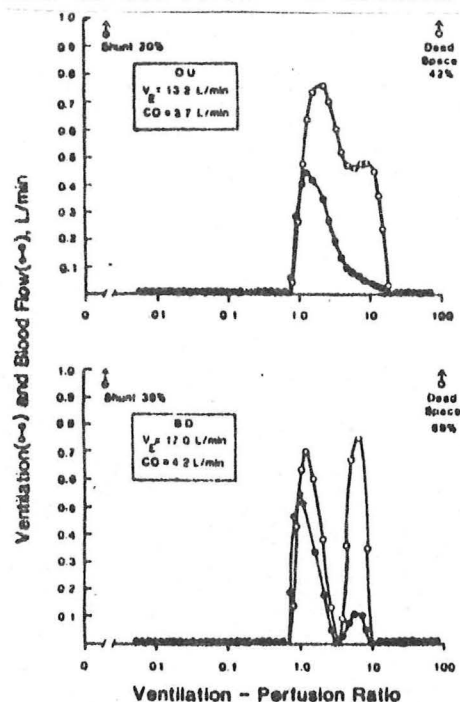 Ventilation(o-o) and Blood Flow(●-●), L/min
1.0
0.9
0.8
0.7
0.6
0.5
0.4
0.3
0.2
0.1
Shunt 20%
DU
V̇E = 13.8 L/min
CO = 3.7 L/min
Dead
Space
42%
0 .01 0.1 1.0 10.0 100
1.0
0.9
0.8
0.7
0.6
0.5
0.4
0.3
0.2
0.1
Shunt 39%
BD
V̇E = 17.0 L/min
CO = 4.2 L/min
Dead
Space
0 .01 0.1 1.0 10 100
Ventilation - Perfusion Ratio